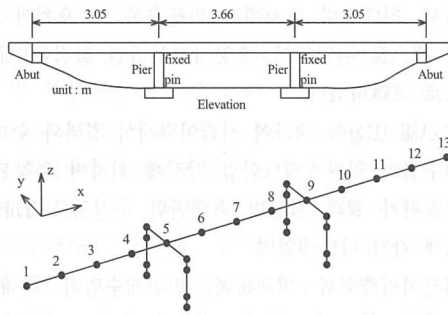 3.05 3.66 3.05
Abut Pier fixed pin Pier fixed pin Abut
unit : m
Elevation
z
y
x
1 2 3 4 5 6 7 8 9 10 11 12 13